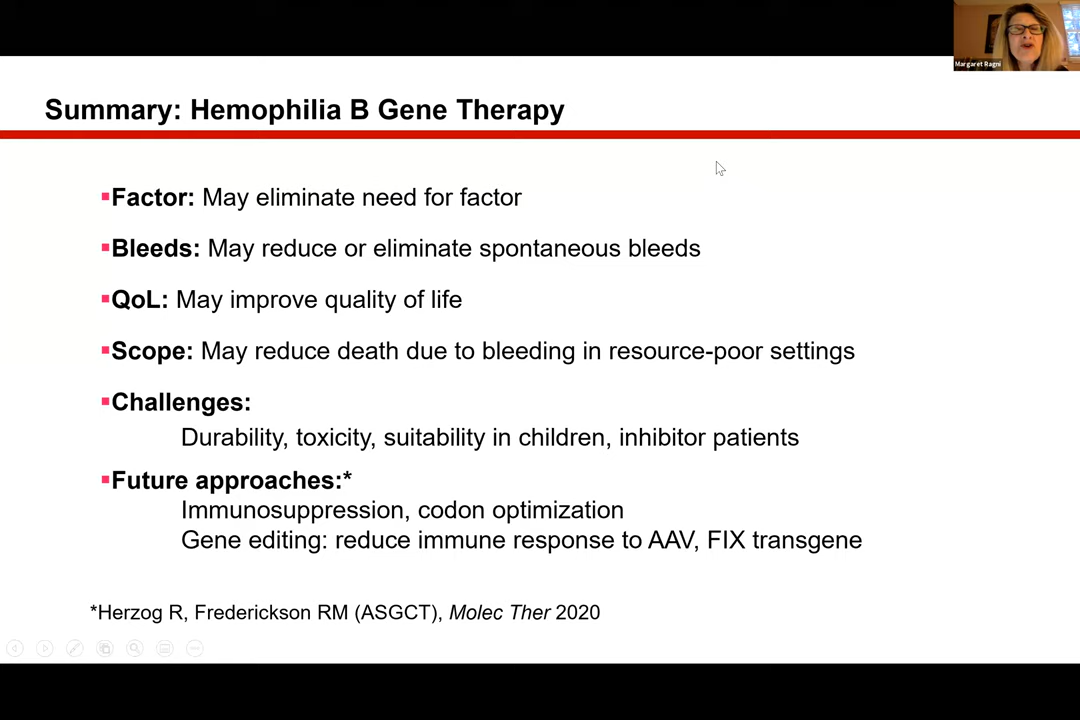 Margaret Ragni
Summary: Hemophilia B Gene Therapy
Factor: May eliminate need for factor
Bleeds: May reduce or eliminate spontaneous bleeds
QoL: May improve quality of life
Scope: May reduce death due to bleeding in resource-poor settings
Challenges:
Durability, toxicity, suitability in children, inhibitor patients
Future approaches:*
Immunosuppression, codon optimization
Gene editing: reduce immune response to AAV, FIX transgene
*Herzog R, Frederickson RM (ASGCT), Molec Ther 2020